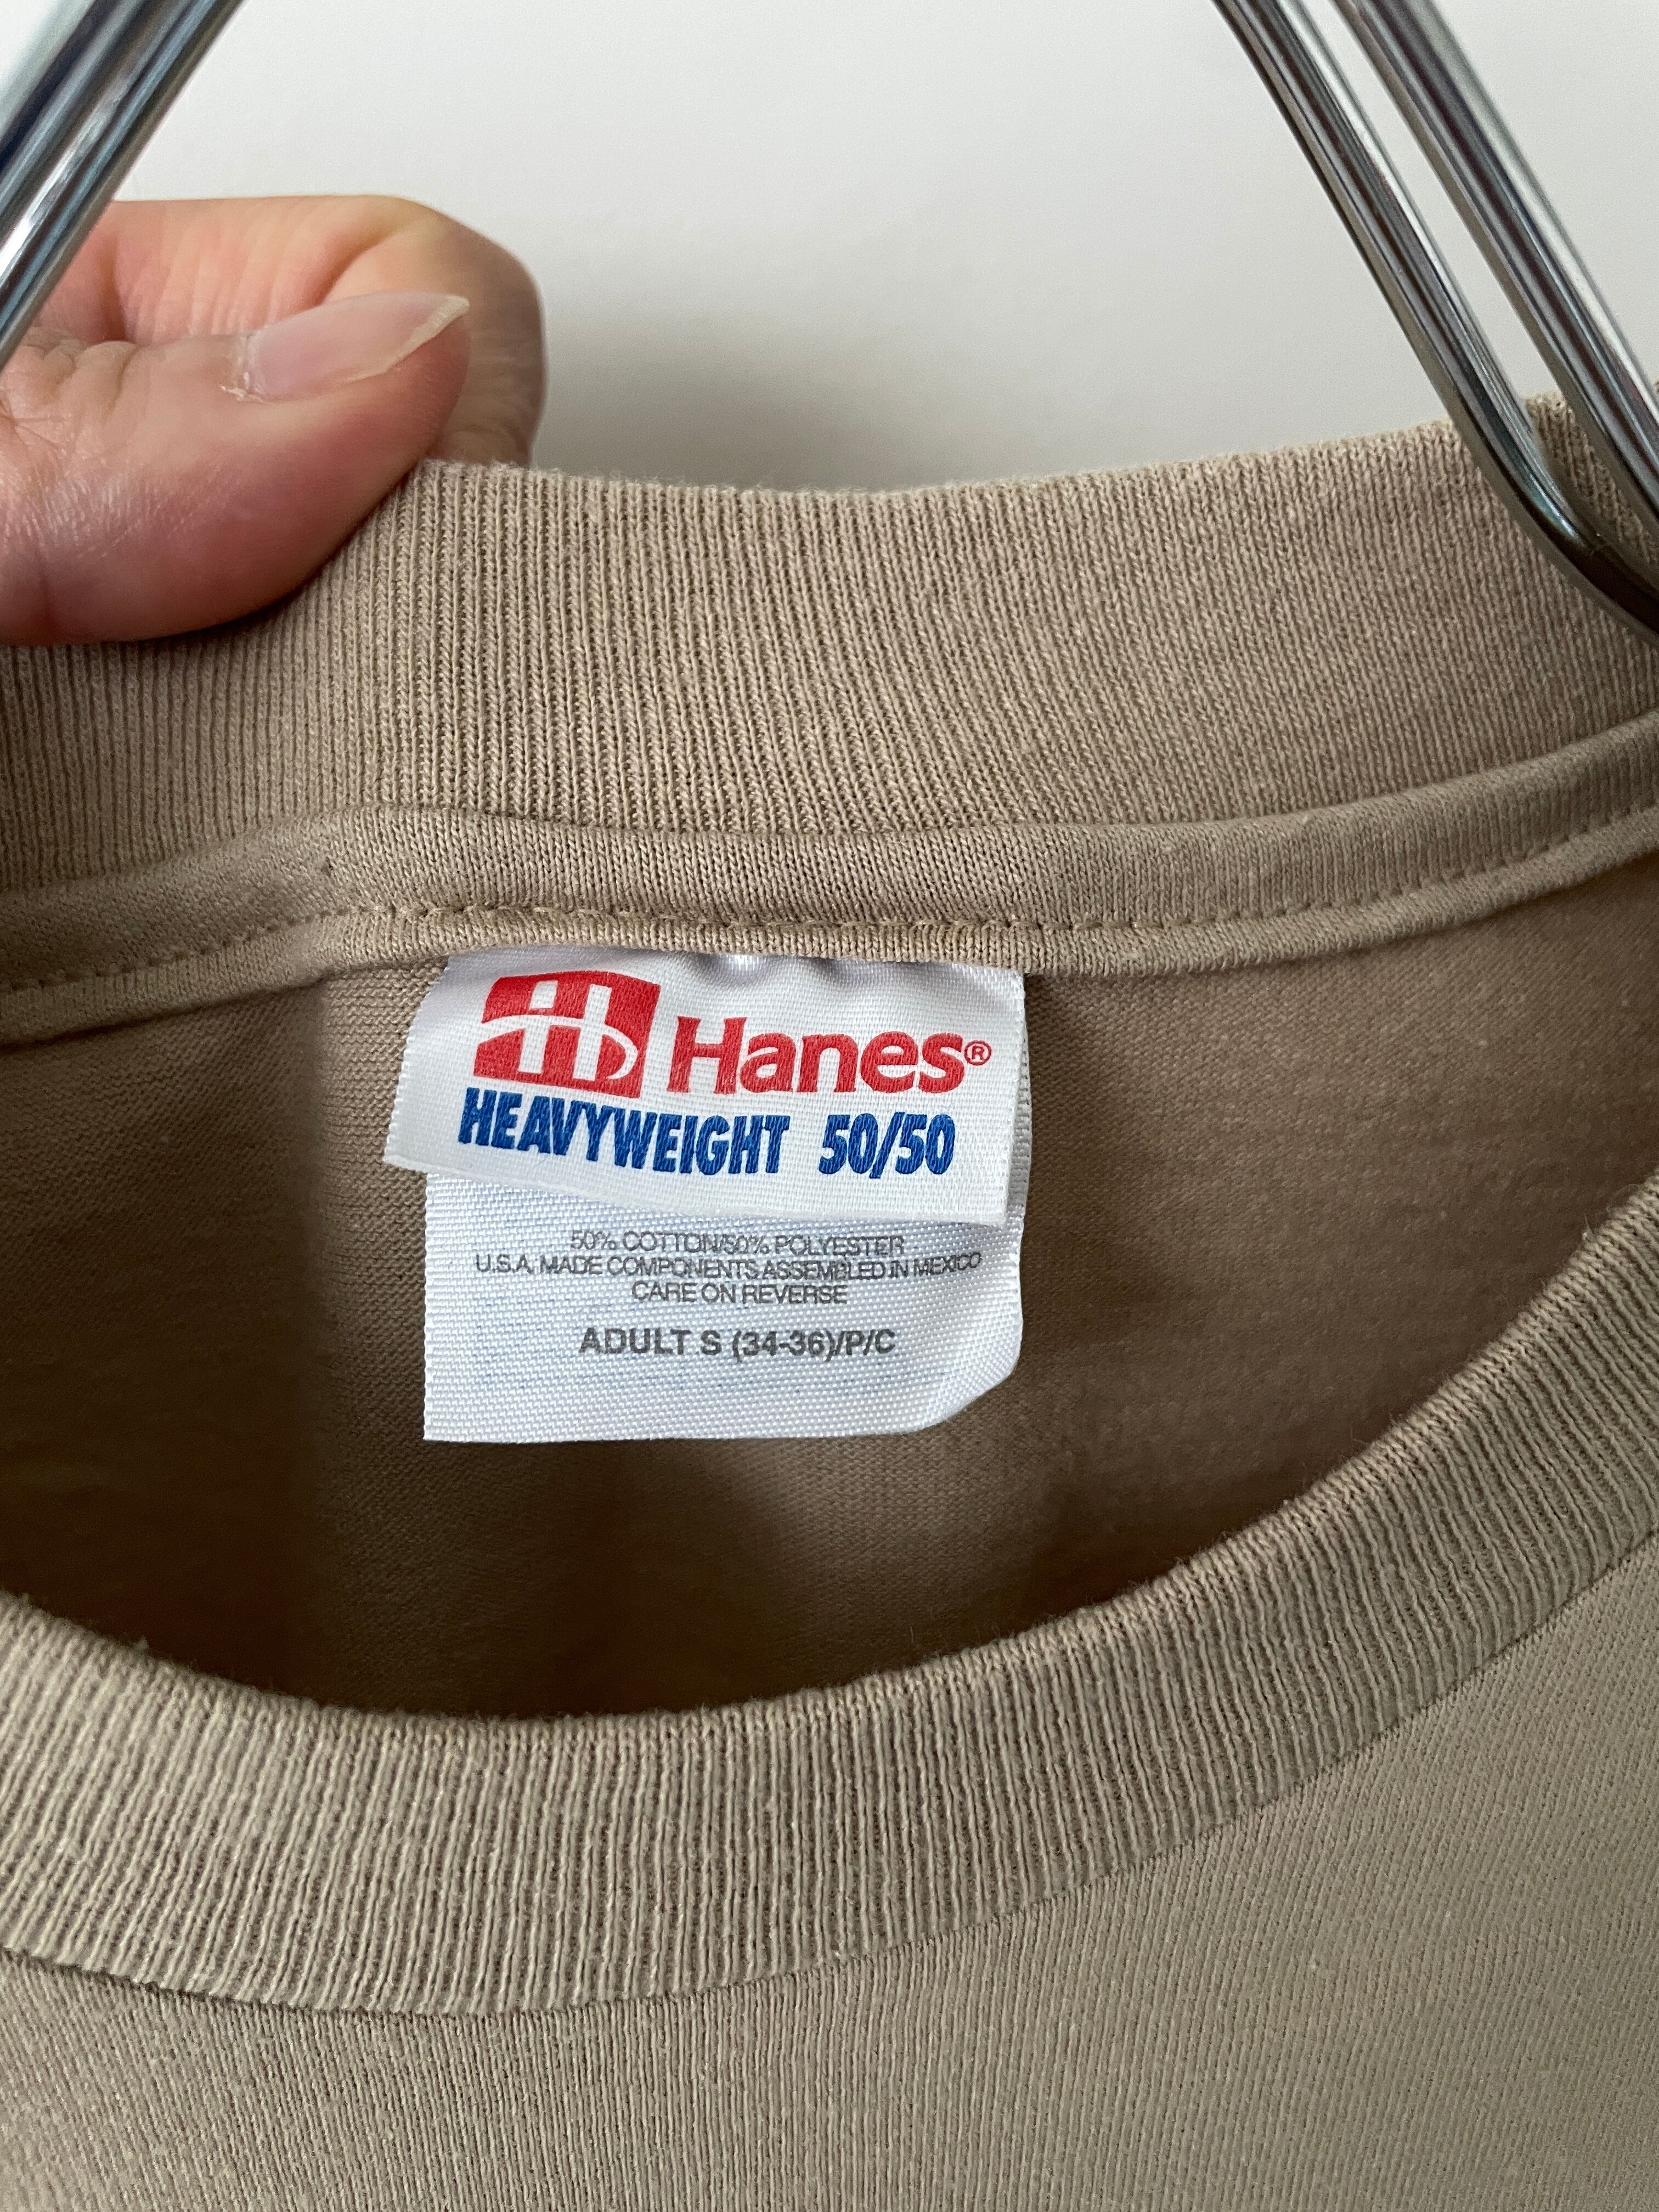 Hanes®
HEAVYWEIGHT 50/50
50% COTTON/50% POLYESTER
U.S.A. MADE COMPONENTS ASSEMBLED IN MEXICO
CARE ON REVERSE
ADULT S (34-36)/P/C